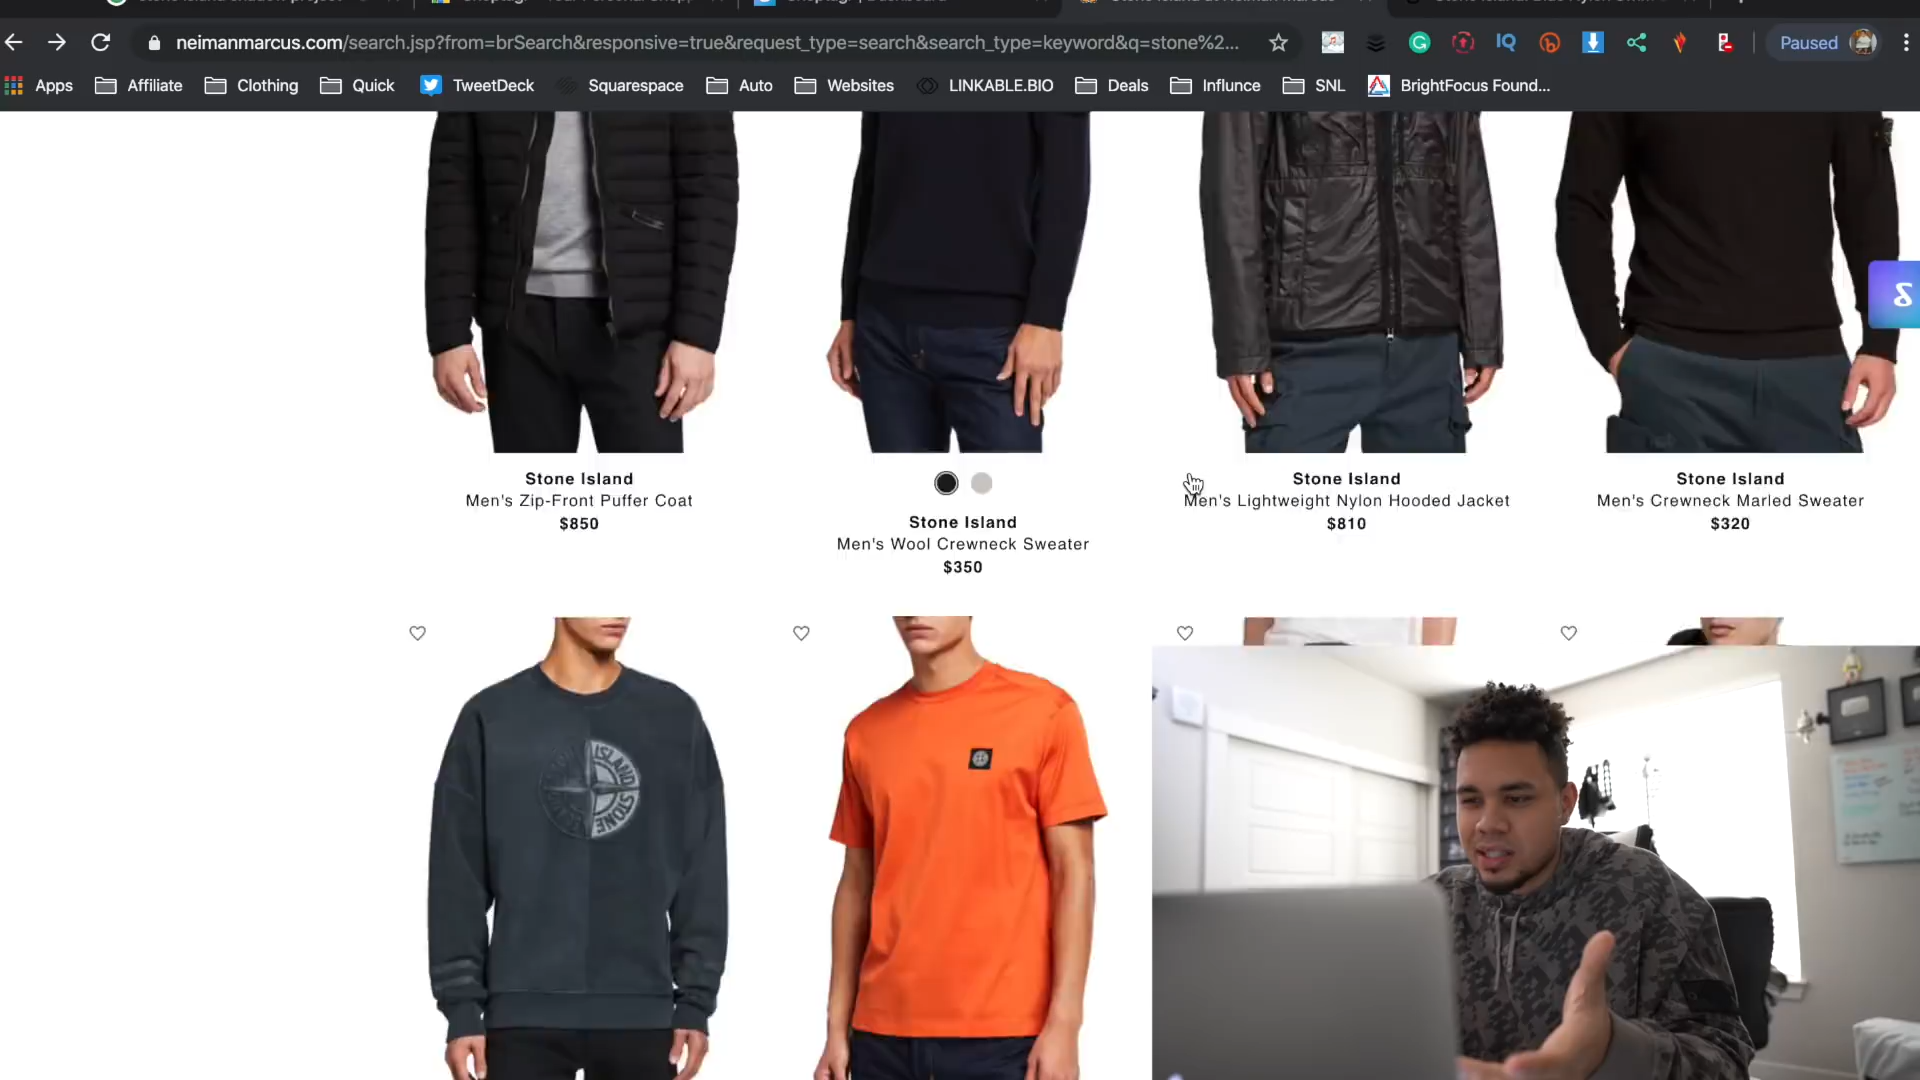 neimanmarcus.com/search.jsp?from=brSearch&responsive=true&request_type=search&search_type=keyword&q=stone%2...
Paused
Apps
Affiliate
Clothing
Quick
TweetDeck
Squarespace
Auto
Websites
LINKABLE.BIO
Deals
Influnce
SNL
BrightFocus Found...
Stone Island
Men's Zip-Front Puffer Coat
$850
Stone Island
Men's Wool Crewneck Sweater
$350
Stone Island
Men's Lightweight Nylon Hooded Jacket
$810
Stone Island
Men's Crewneck Marled Sweater
$320
ISLAND
STONE